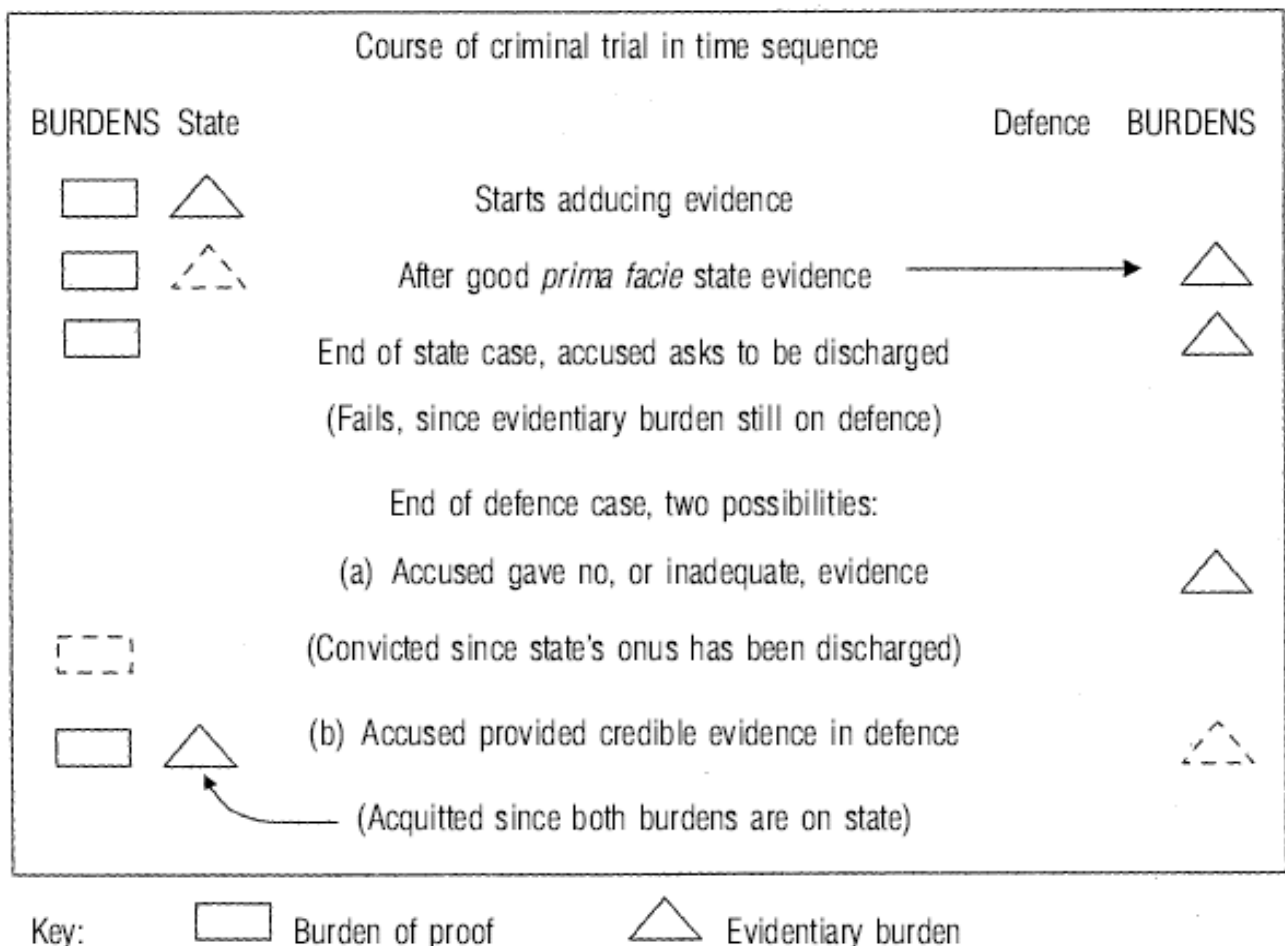 Course of criminal trial in time sequence
BURDENS State Defence BURDENS
Starts adducing evidence
After good prima facie state evidence
End of state case, accused asks to be discharged
(Fails, since evidentiary burden still on defence)
End of defence case, two possibilities:
(a) Accused gave no, or inadequate, evidence
(Convicted since state's onus has been discharged)
(b) Accused provided credible evidence in defence
(Acquitted since both burdens are on state)
Key: Burden of proof Evidentiary burden